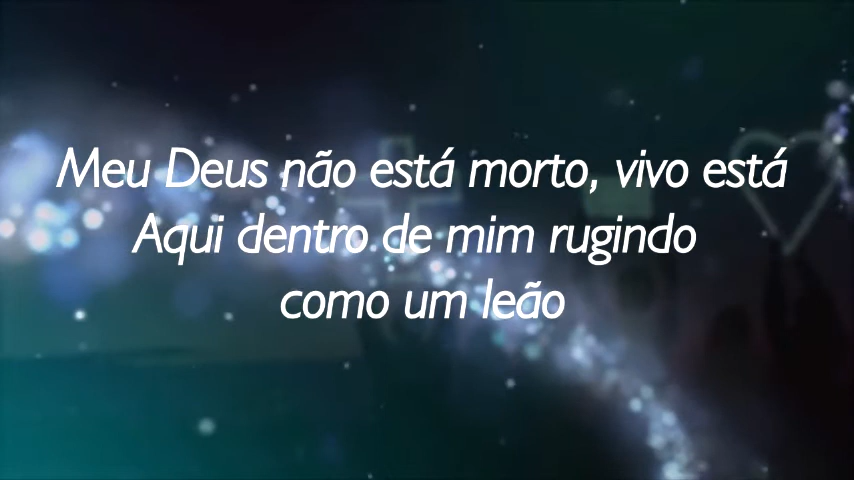 Meu Deus não está morto, vivo está
Aqui dentro de mim rugindo
como um leão